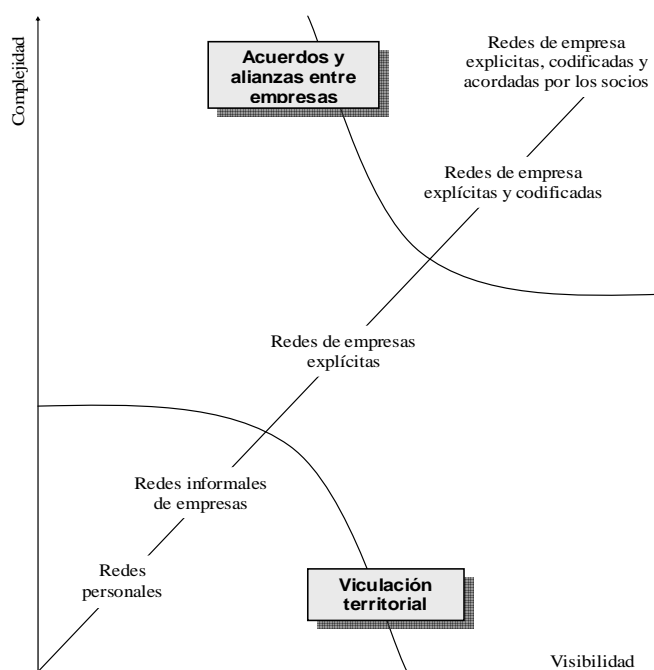 Complejidad
Acuerdos y
alianzas entre
empresas
Redes de empresa
explicitas, codificadas y
acordadas por los socios
Redes de empresa
explícitas y codificadas
Redes de empresas
explícitas
Redes informales
de empresas
Redes
personales
Viculación
territorial
Visibilidad